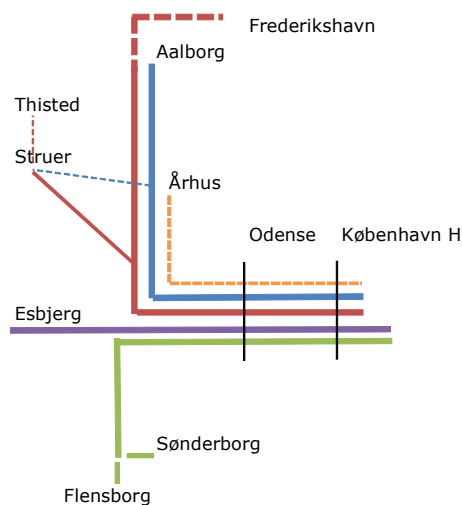 Frederikshavn
Aalborg
Thisted
Struer
Århus
Odense
København H
Esbjerg
Sønderborg
Flensborg